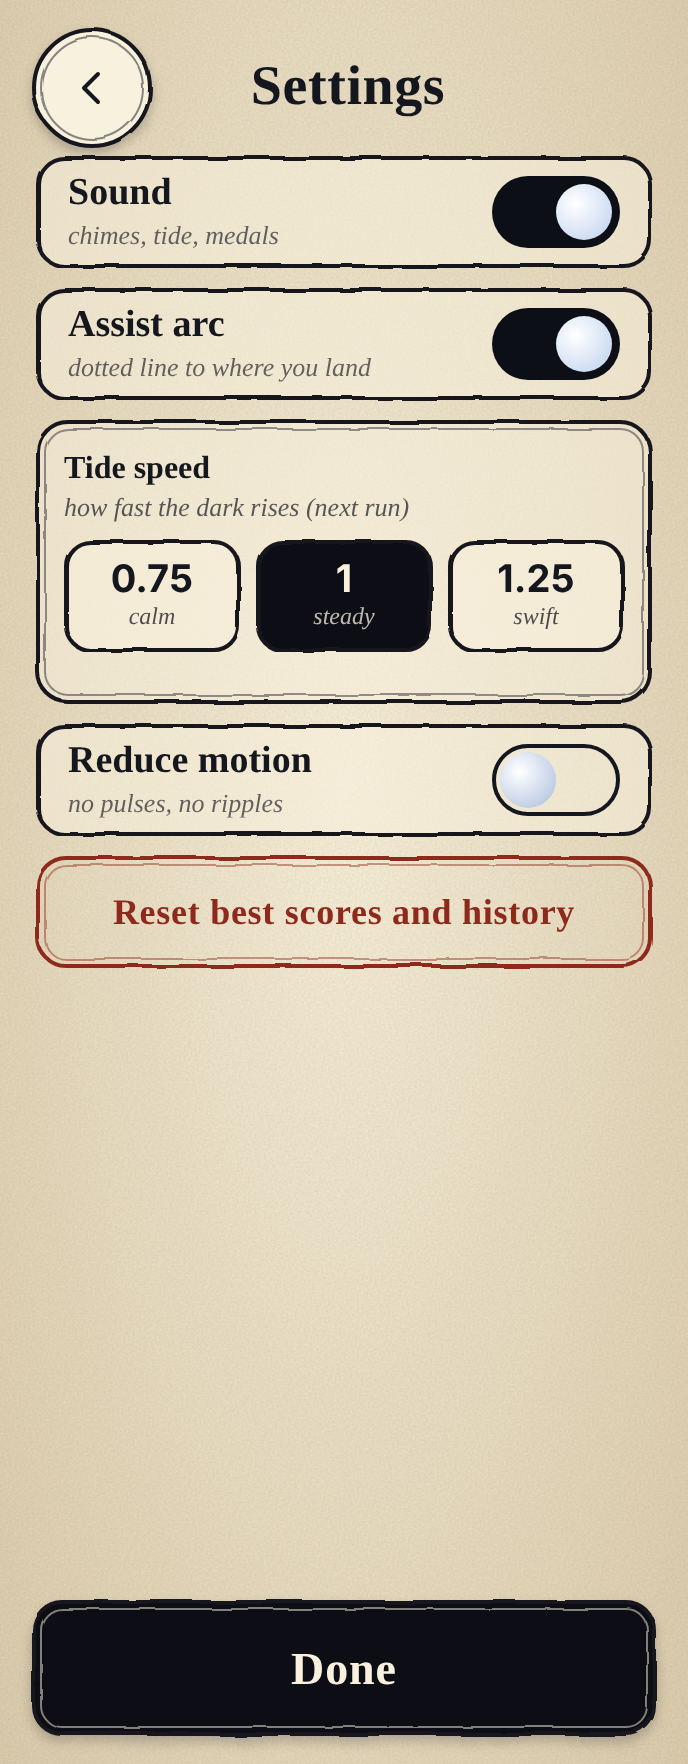 Settings
Sound
chimes, tide, medals
Assist arc
dotted line to where you land
Tide speed
how fast the dark rises (next run)
0.75
calm
1
steady
1.25
swift
Reduce motion
no pulses, no ripples
Reset best scores and history
Done